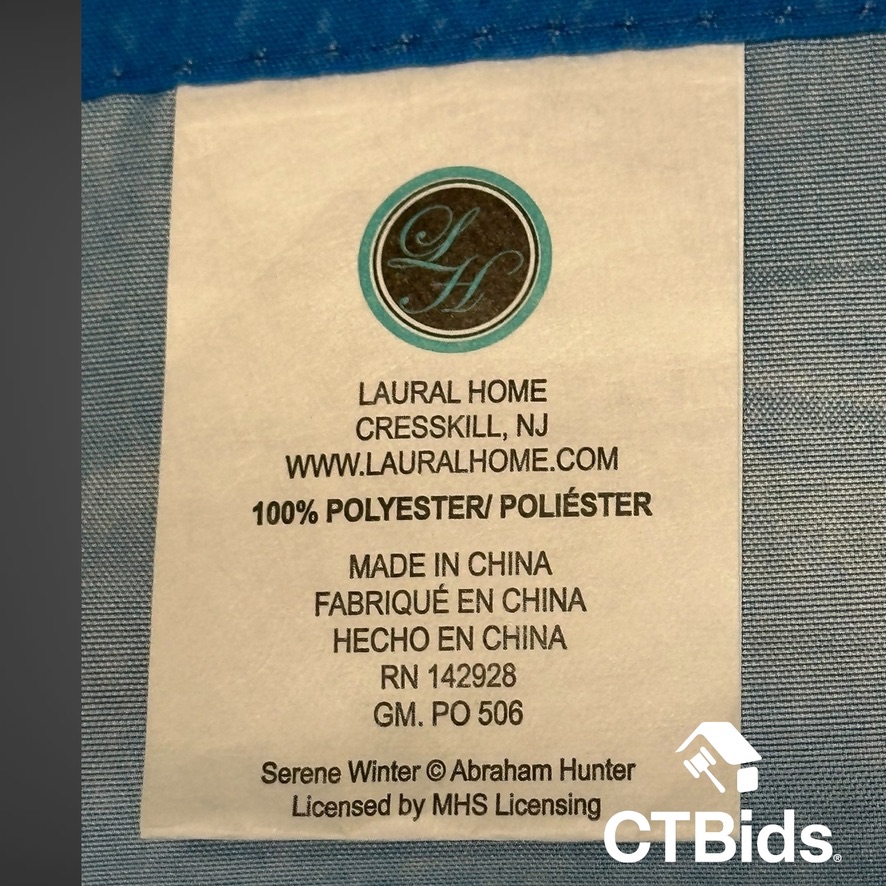 LH
LAURAL HOME
CRESSKILL, NJ
WWW.LAURALHOME.COM
100% POLYESTER/ POLIÉSTER
MADE IN CHINA
FABRIQUÉ EN CHINA
HECHO EN CHINA
RN 142928
GM. PO 506
Serene Winter © Abraham Hunter
Licensed by MHS Licensing
CTBids®